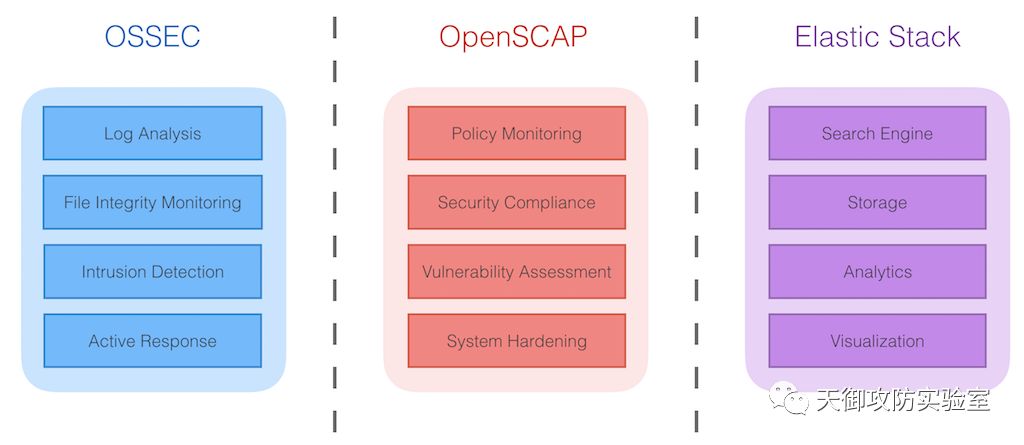 OSSEC
Log Analysis
File Integrity Monitoring
Intrusion Detection
Active Response
OpenSCAP
Policy Monitoring
Security Compliance
Vulnerability Assessment
System Hardening
Elastic Stack
Search Engine
Storage
Analytics
Visualization
天御攻防实验室